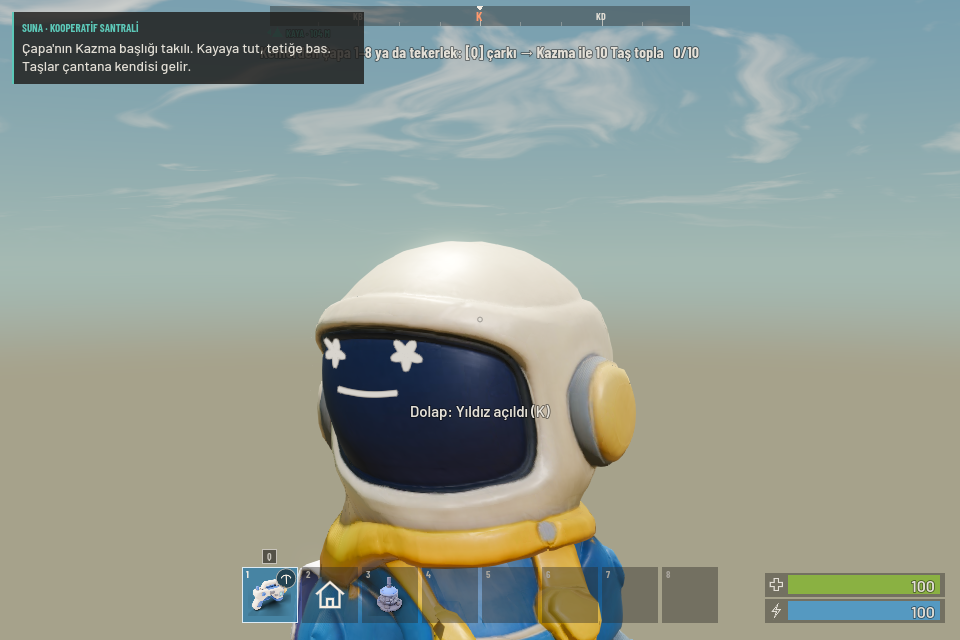 K
KD
SUNA · KOOPERATİF SANTRALİ
Çapa'nın Kazma başlığı takılı. Kayaya tut, tetiğe bas.
Taşlar çantana kendisi gelir.
1-8 ya da tekerlek: [Q] çarkı → Kazma ile 10 Taş topla 0/10
Dolap: Yıldız açıldı (K)
Q
1 2 3 4 5 6 7 8
100
100